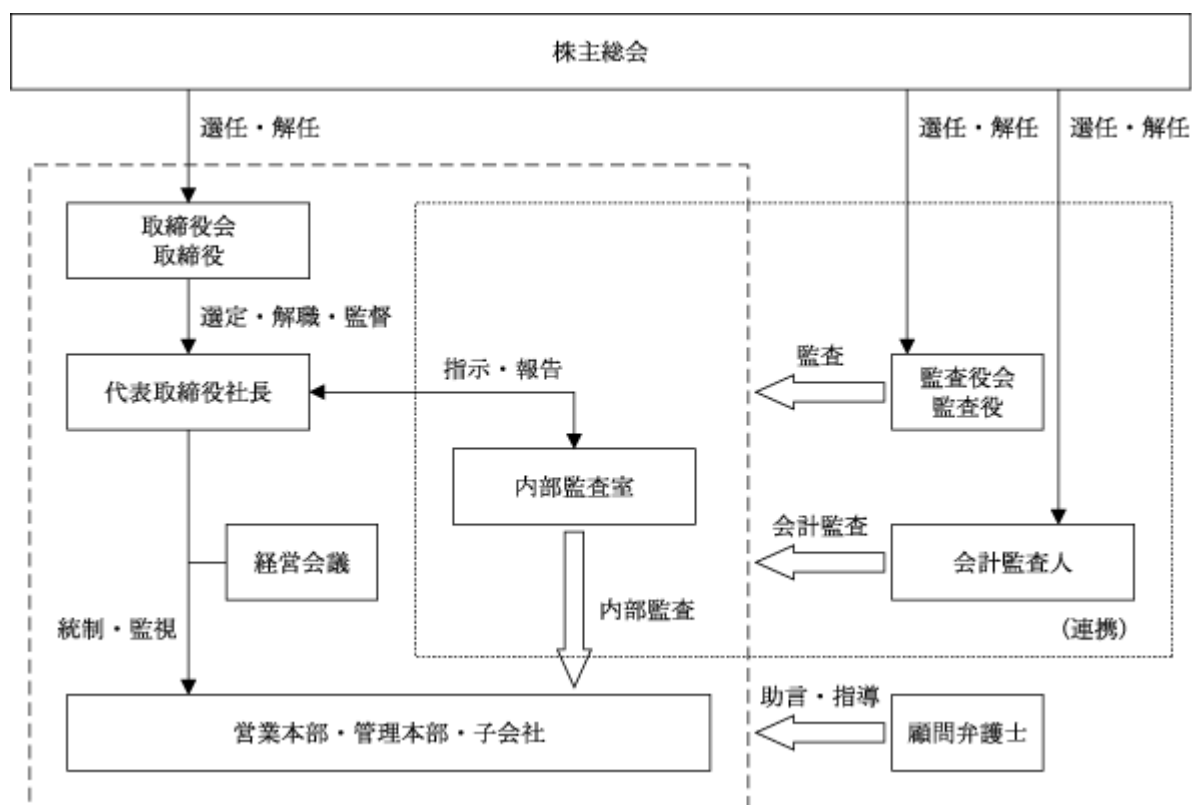 株主総会
選任・解任
選任・解任
選任・解任
取締役会
取締役
選定・解職・監督
代表取締役社長
指示・報告
監査
監査役会
監査役
内部監査室
経営会議
会計監査
会計監査人
統制・監視
内部監査
(連携)
営業本部・管理本部・子会社
助言・指導
顧問弁護士